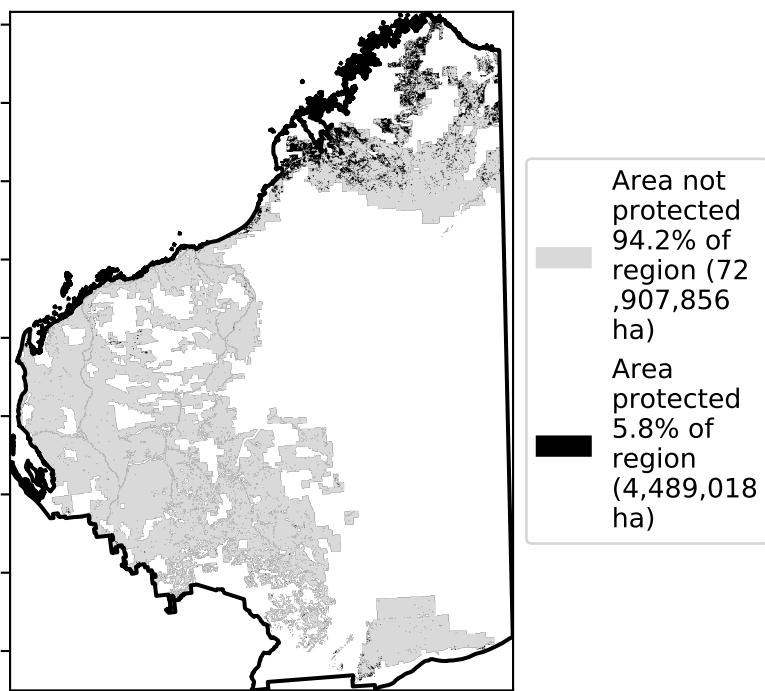 Area not
protected
94.2% of
region (72
,907,856
ha)
Area
protected
5.8% of
region
(4,489,018
ha)